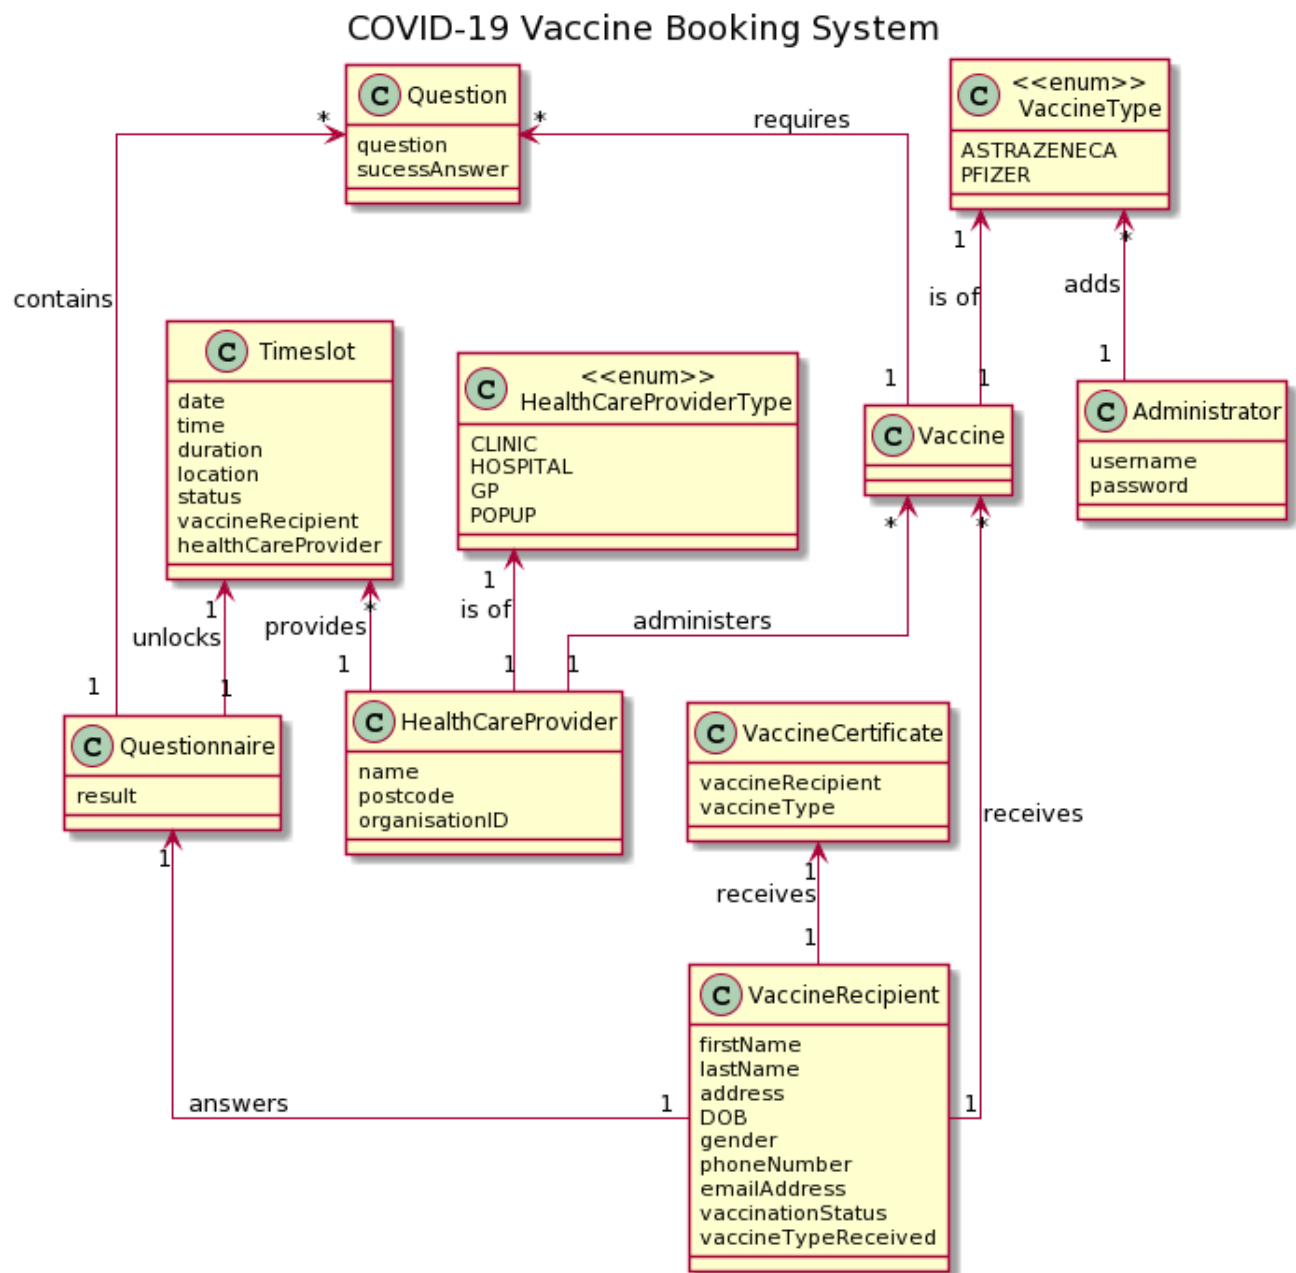 COVID-19 Vaccine Booking System
C Question
question
sucessAnswer
<<enum>>
C VaccineType
ASTRAZENECA
PFIZER
*
*
requires
1
*
is of
adds
contains
1
1
1
C Timeslot
date
time
duration
location
status
vaccineRecipient
healthCareProvider
<<enum>>
C HealthCareProviderType
CLINIC
HOSPITAL
GP
POPUP
C Vaccine
C Administrator
username
password
*
*
1
*
1
unlocks
provides
is of
administers
1
1
1
1
1
C Questionnaire
result
C HealthCareProvider
name
postcode
organisationID
C VaccineCertificate
vaccineRecipient
vaccineType
receives
1
1
receives
1
C VaccineRecipient
firstName
lastName
address
DOB
gender
phoneNumber
emailAddress
vaccinationStatus
vaccineTypeReceived
answers
1
1